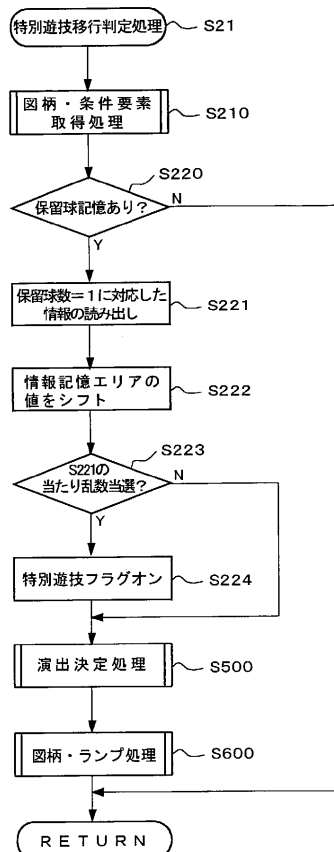 特別遊技移行判定処理
S21
図柄・条件要素
取得処理
S210
S220
保留球記憶あり?
N
Y
保留球数=1に対応した
情報の読み出し
S221
情報記憶エリアの
値をシフト
S222
S223
S221の
当たり乱数当選?
N
Y
特別遊技フラグオン
S224
演出決定処理
S500
図柄・ランプ処理
S600
RETURN